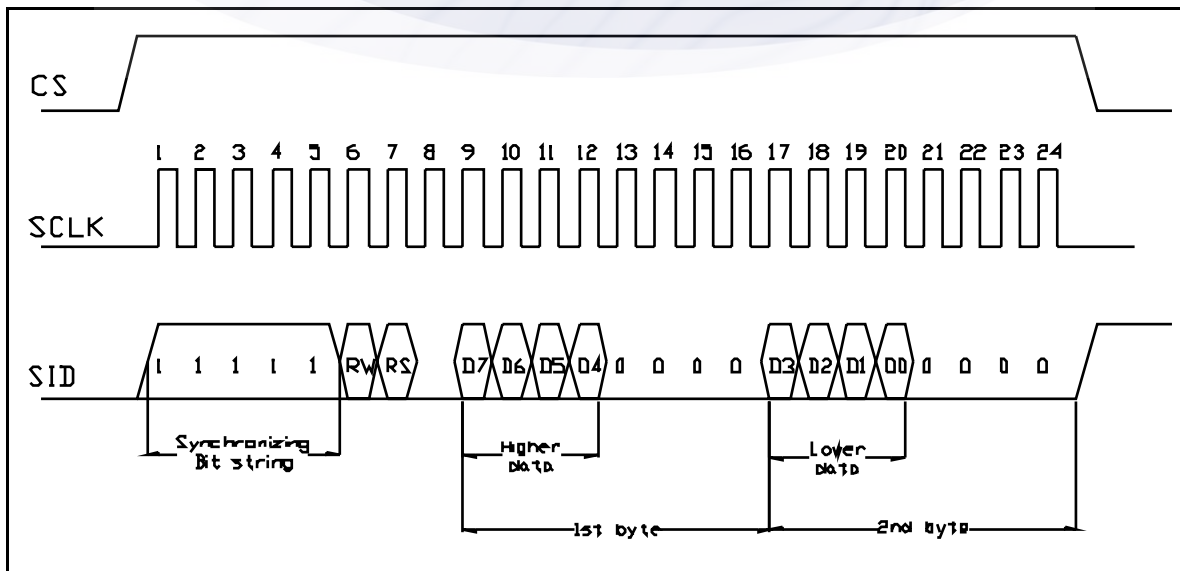 CS
1 2 3 4 5 6 7 8 9 10 11 12 13 14 15 16 17 18 19 20 21 22 23 24
SCLK
SID
1 1 1 1 1 RW RS D7 D6 D5 D4 0 0 0 0 D3 D2 D1 D0 0 0 0 0
Synchronizing
Bit string
Higher
data
Lower
data
1st byte
2nd byte